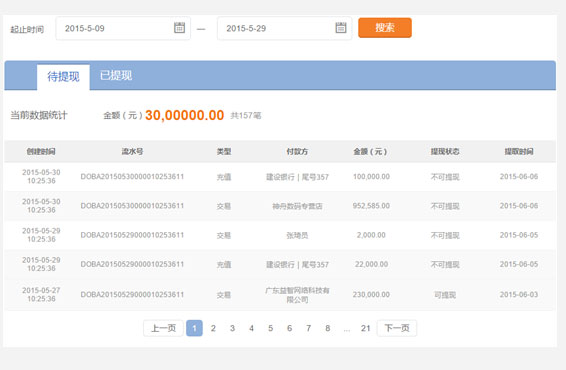 起止时间 2015-5-09 — 2015-5-29 搜索
待提现 已提现
当前数据统计 金额（元）30,00000.00 共157笔
创建时间 流水号 类型 付款方 金额（元） 提现状态 提取时间
2015-05-30 10:25:36 DOBA201505300000010253611 充值 建设银行 | 尾号357 100,000.00 不可提现 2015-06-06
2015-05-30 10:25:36 DOBA201505300000010253611 交易 神舟数码专营店 952,585.00 不可提现 2015-06-06
2015-05-29 10:25:36 DOBA201505290000010253611 交易 张琦员 2,000.00 不可提现 2015-06-05
2015-05-29 10:25:36 DOBA201505290000010253611 充值 建设银行 | 尾号357 22,000.00 不可提现 2015-06-05
2015-05-27 10:25:36 DOBA201505290000010253611 交易 广东益智网络科技有限公司 230,000.00 可提现 2015-06-03
上一页 1 2 3 4 5 6 7 8 ... 21 下一页